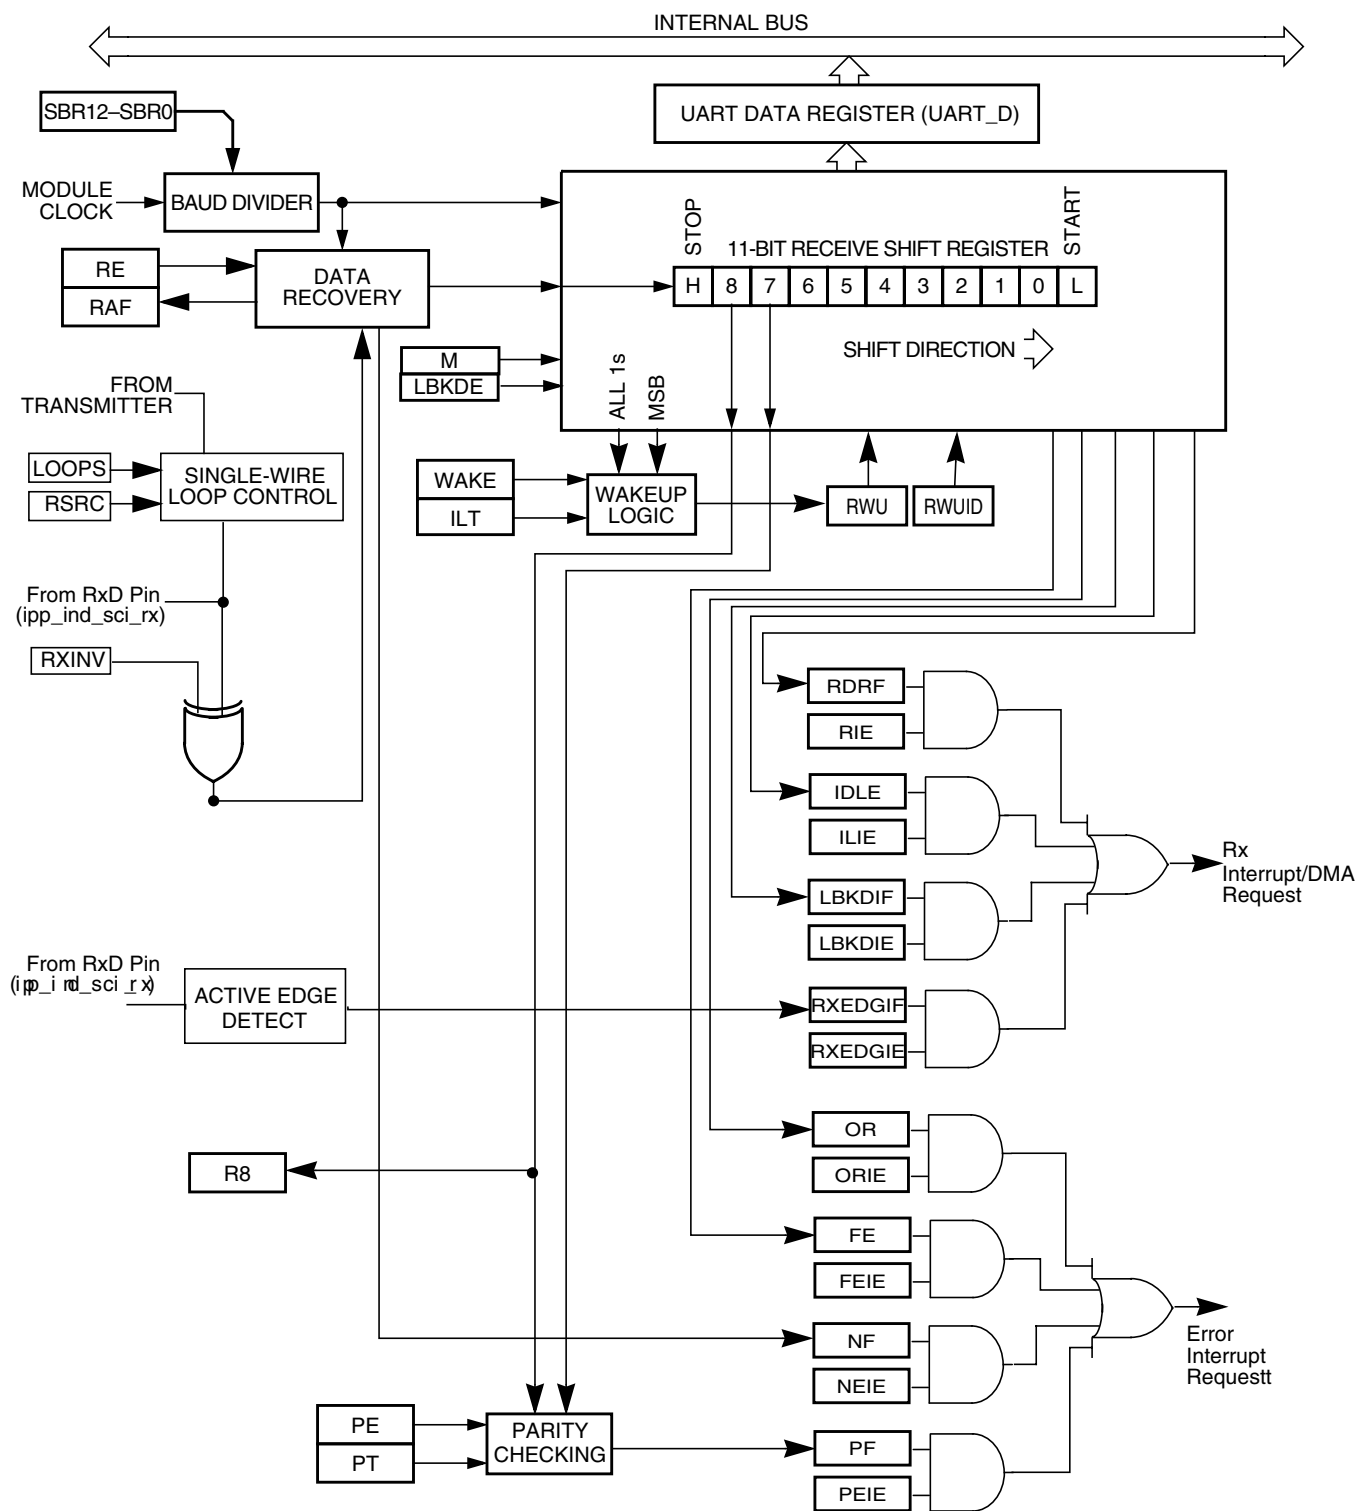 INTERNAL BUS
SBR12–SBR0
UART DATA REGISTER (UART_D)
MODULE
CLOCK
BAUD DIVIDER
STOP
START
11-BIT RECEIVE SHIFT REGISTER
RE
RAF
DATA
RECOVERY
H 8 7 6 5 4 3 2 1 0 L
SHIFT DIRECTION
M
LBKDE
ALL 1s
MSB
FROM
TRANSMITTER
LOOPS
RSRC
SINGLE-WIRE
LOOP CONTROL
WAKE
ILT
WAKEUP
LOGIC
RWU
RWUID
From RxD Pin
(ipp_ind_sci_rx)
RXINV
RDRF
RIE
IDLE
ILIE
Rx
Interrupt/DMA
Request
LBKDIF
LBKDIE
From RxD Pin
(ipp_ind_sci_rx)
ACTIVE EDGE
DETECT
RXEDGIF
RXEDGIE
OR
ORIE
R8
FE
FEIE
NF
NEIE
Error
Interrupt
Requestt
PE
PT
PARITY
CHECKING
PF
PEIE